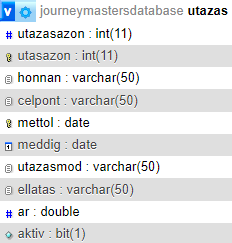 v journeymastersdatabase utazas
# utazasazon : int(11)
utasazon : int(11)
honnan : varchar(50)
celpont : varchar(50)
mettol : date
meddig : date
utazasmod : varchar(50)
ellatas : varchar(50)
# ar : double
aktiv : bit(1)